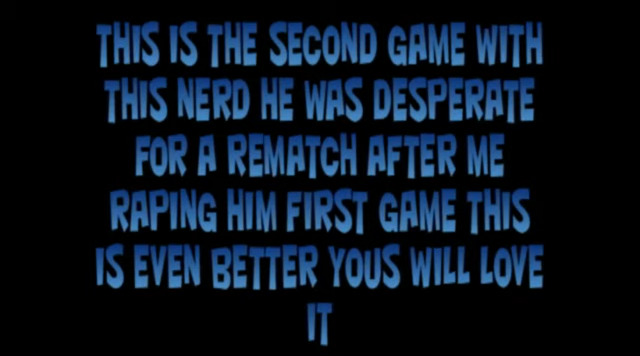 THIS IS THE SECOND GAME WITH
THIS NERD HE WAS DESPERATE
FOR A REMATCH AFTER ME
RAPING HIM FIRST GAME THIS
IS EVEN BETTER YOUS WILL LOVE
IT